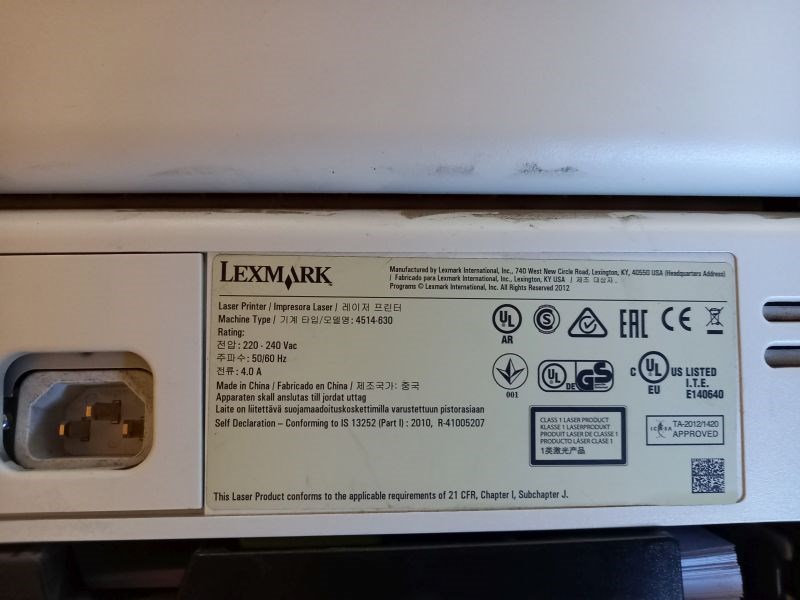 LEXMARK
Manufactured by Lexmark International, Inc., 740 West New Circle Road, Lexington, KY, 40550 USA (Headquarters Address)
/ Fabricado para Lexmark International, Inc., Lexington, KY USA / 제조 대상자.
Programs © Lexmark International, Inc. All Rights Reserved 2012
Laser Printer / Impresora Laser / 레이저 프린터
Machine Type / 기계 타입/모델명: 4514-630
Rating:
전압: 220 - 240 Vac
주파수: 50/60 Hz
전류: 4.0 A
Made in China / Fabricado en China / 제조국가: 중국
Apparaten skall anslutas till jordat uttag
Laite on liitettävä suojamaadoituskoskettimilla varustettuun pistorasiaan
Self Declaration – Conforming to IS 13252 (Part I) : 2010, R-41005207
UL
AR
S
EAC
CE
001
UL
DE
GS
C UL US LISTED
EU
I.T.E.
E140640
CLASS 1 LASER PRODUCT
KLASSE 1 LASERPRODUKT
PRODUIT LASER DE CLASSE 1
PRODUCTO LÁSER CLASE 1
1类激光产品
ICASA
TA-2012/1420
APPROVED
This Laser Product conforms to the applicable requirements of 21 CFR, Chapter I, Subchapter J.